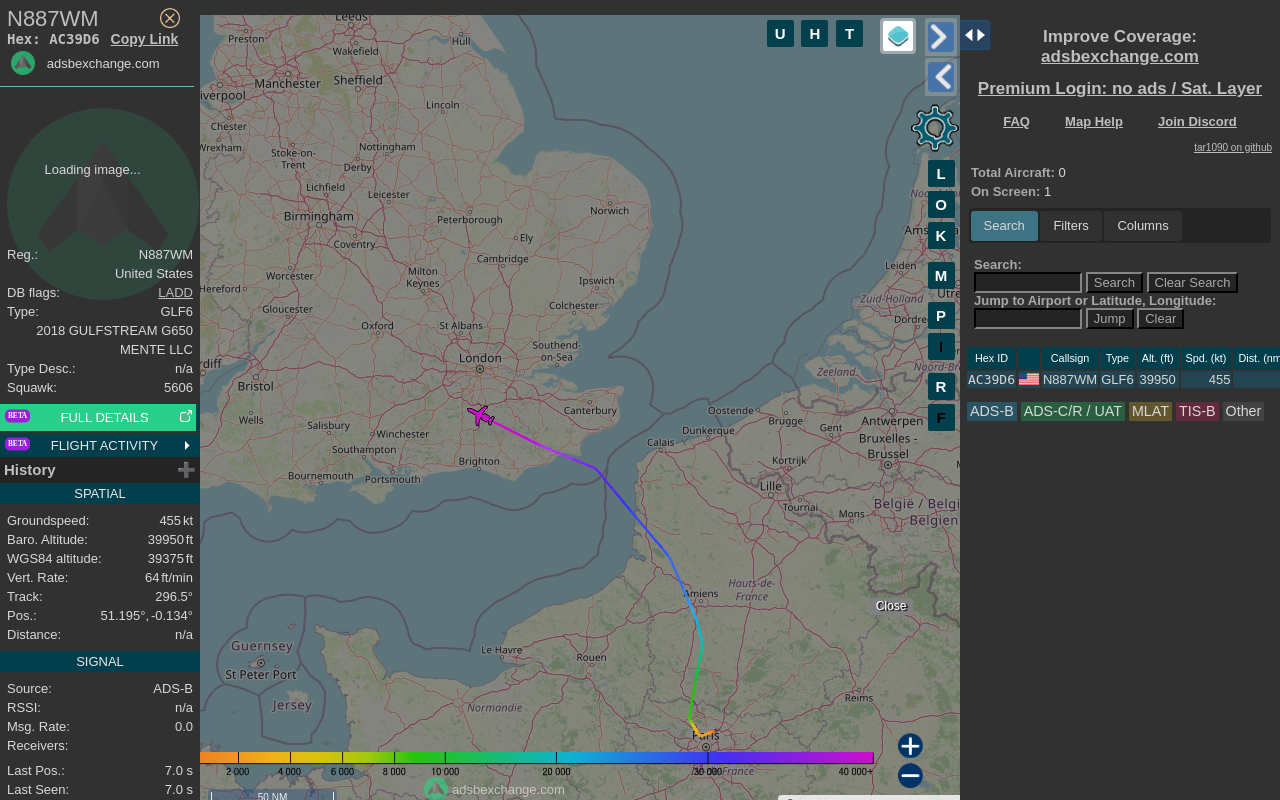 N887WM
Hex: AC39D6 Copy Link
adsbexchange.com
Loading image...
Reg.: N887WM
United States
DB flags: LADD
Type: GLF6
2018 GULFSTREAM G650
MENTE LLC
Type Desc.: n/a
Squawk: 5606
BETA FULL DETAILS
BETA FLIGHT ACTIVITY
History
SPATIAL
Groundspeed: 455 kt
Baro. Altitude: 39950 ft
WGS84 altitude: 39375 ft
Vert. Rate: 64 ft/min
Track: 296.5°
Pos.: 51.195°, -0.134°
Distance: n/a
SIGNAL
Source: ADS-B
RSSI: n/a
Msg. Rate: 0.0
Receivers:
Last Pos.: 7.0 s
Last Seen: 7.0 s
Leeds
Preston
Hull
Wakefield
Manchester
Sheffield
iverpool
Lincoln
Chester
Wrexham
Stoke-on-
Trent
Nottingham
Derby
Lichfield
Leicester
Norwich
Birmingham
Peterborough
Coventry
Ely
Cambridge
Worcester
Milton
Keynes
Ipswich
Hereford
Gloucester
Colchester
Oxford
St Albans
London
Southend-
on-Sea
rdiff
Bristol
Wells
Canterbury
Salisbury
Winchester
Southampton
Brighton
Bournemouth
Portsmouth
Calais
Dunkerque
Oostende
Brugge
Gent
Antwerpen
Bruxelles -
Brussel
Kortrijk
Lille
Tournai
Mons
België / Belgi
Belgien
Leiden
Zuid-Holland
Dordre
Zeeland
Noord-Br
Utre
Amste
Hauts-de-
France
Amiens
Guernsey
St Peter Port
Jersey
Le Havre
Rouen
Normandie
Reims
Paris
2 000 4 000 6 000 8 000 10 000 20 000 30 000 40 000+
adsbexchange.com
50 NM
U H T
L
O
K
M
P
I
R
F
Close
Improve Coverage:
adsbexchange.com
Premium Login: no ads / Sat. Layer
FAQ Map Help Join Discord
tar1090 on github
Total Aircraft: 0
On Screen: 1
Search Filters Columns
Search:
Search Clear Search
Jump to Airport or Latitude, Longitude:
Jump Clear
Hex ID Callsign Type Alt. (ft) Spd. (kt) Dist. (nm
AC39D6 N887WM GLF6 39950 455
ADS-B ADS-C/R / UAT MLAT TIS-B Other